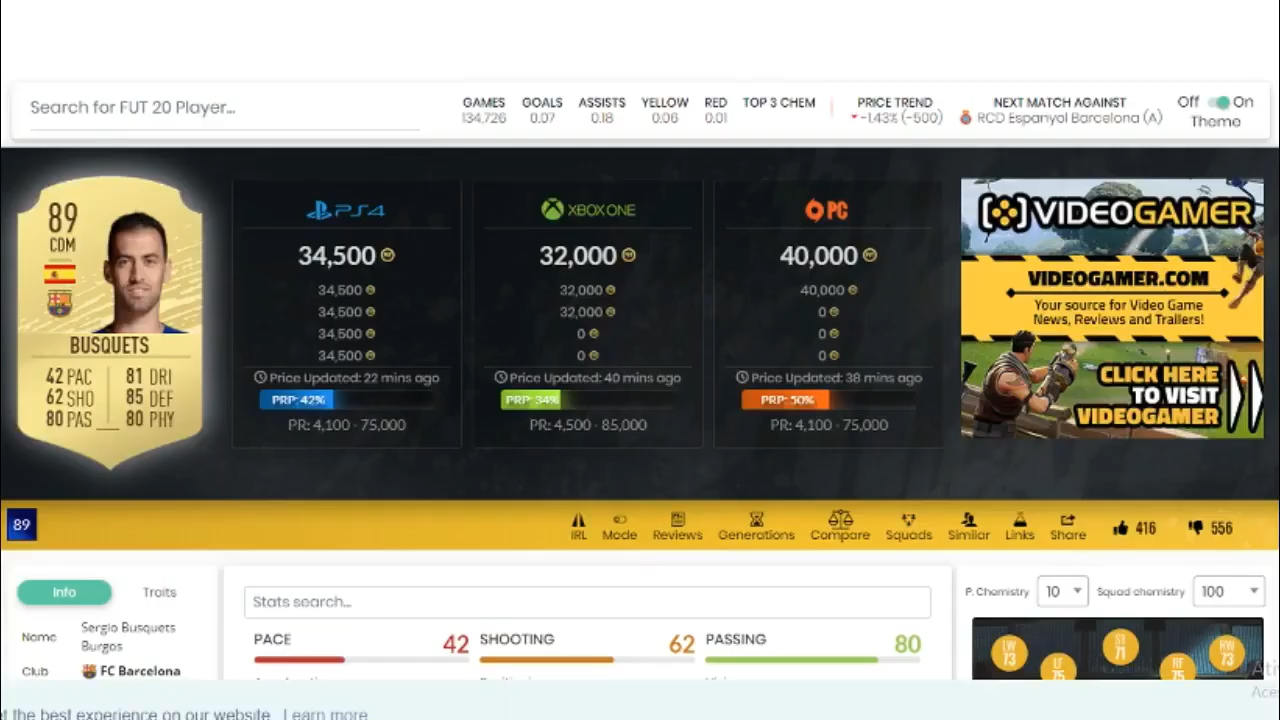 Search for FUT 20 Player...
GAMES GOALS ASSISTS YELLOW RED TOP 3 CHEM PRICE TREND NEXT MATCH AGAINST
134,726 0.07 0.18 0.06 0.01 -1.43% (-500) RCD Espanyol Barcelona (A)
Off On
Theme
89
CDM
BUSQUETS
42 PAC 81 DRI
62 SHO 85 DEF
80 PAS 80 PHY
PS4
34,500
34,500
34,500
34,500
34,500
Price Updated: 22 mins ago
PRP: 42%
PR: 4,100 - 75,000
XBOX ONE
32,000
32,000
32,000
0
0
Price Updated: 40 mins ago
PRP: 34%
PR: 4,500 - 85,000
PC
40,000
40,000
0
0
0
Price Updated: 38 mins ago
PRP: 50%
PR: 4,100 - 75,000
VIDEOGAMER
VIDEOGAMER.COM
Your source for Video Game
News, Reviews and Trailers!
CLICK HERE
TO VISIT
VIDEOGAMER
89
IRL Mode Reviews Generations Compare Squads Similar Links Share 416 556
Info Traits
Name Sergio Busquets
Burgos
Club FC Barcelona
Stats search...
PACE 42 SHOOTING 62 PASSING 80
P. Chemistry 10 Squad chemistry 100
LW
73
LF
75
ST
71
RF
75
RW
73
the best experience on our website. Learn more